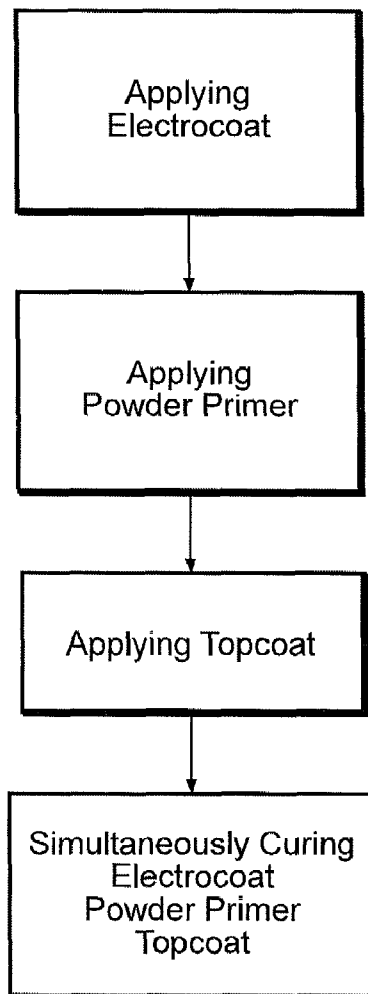 Applying
Electrocoat
Applying
Powder Primer
Applying Topcoat
Simultaneously Curing
Electrocoat
Powder Primer
Topcoat